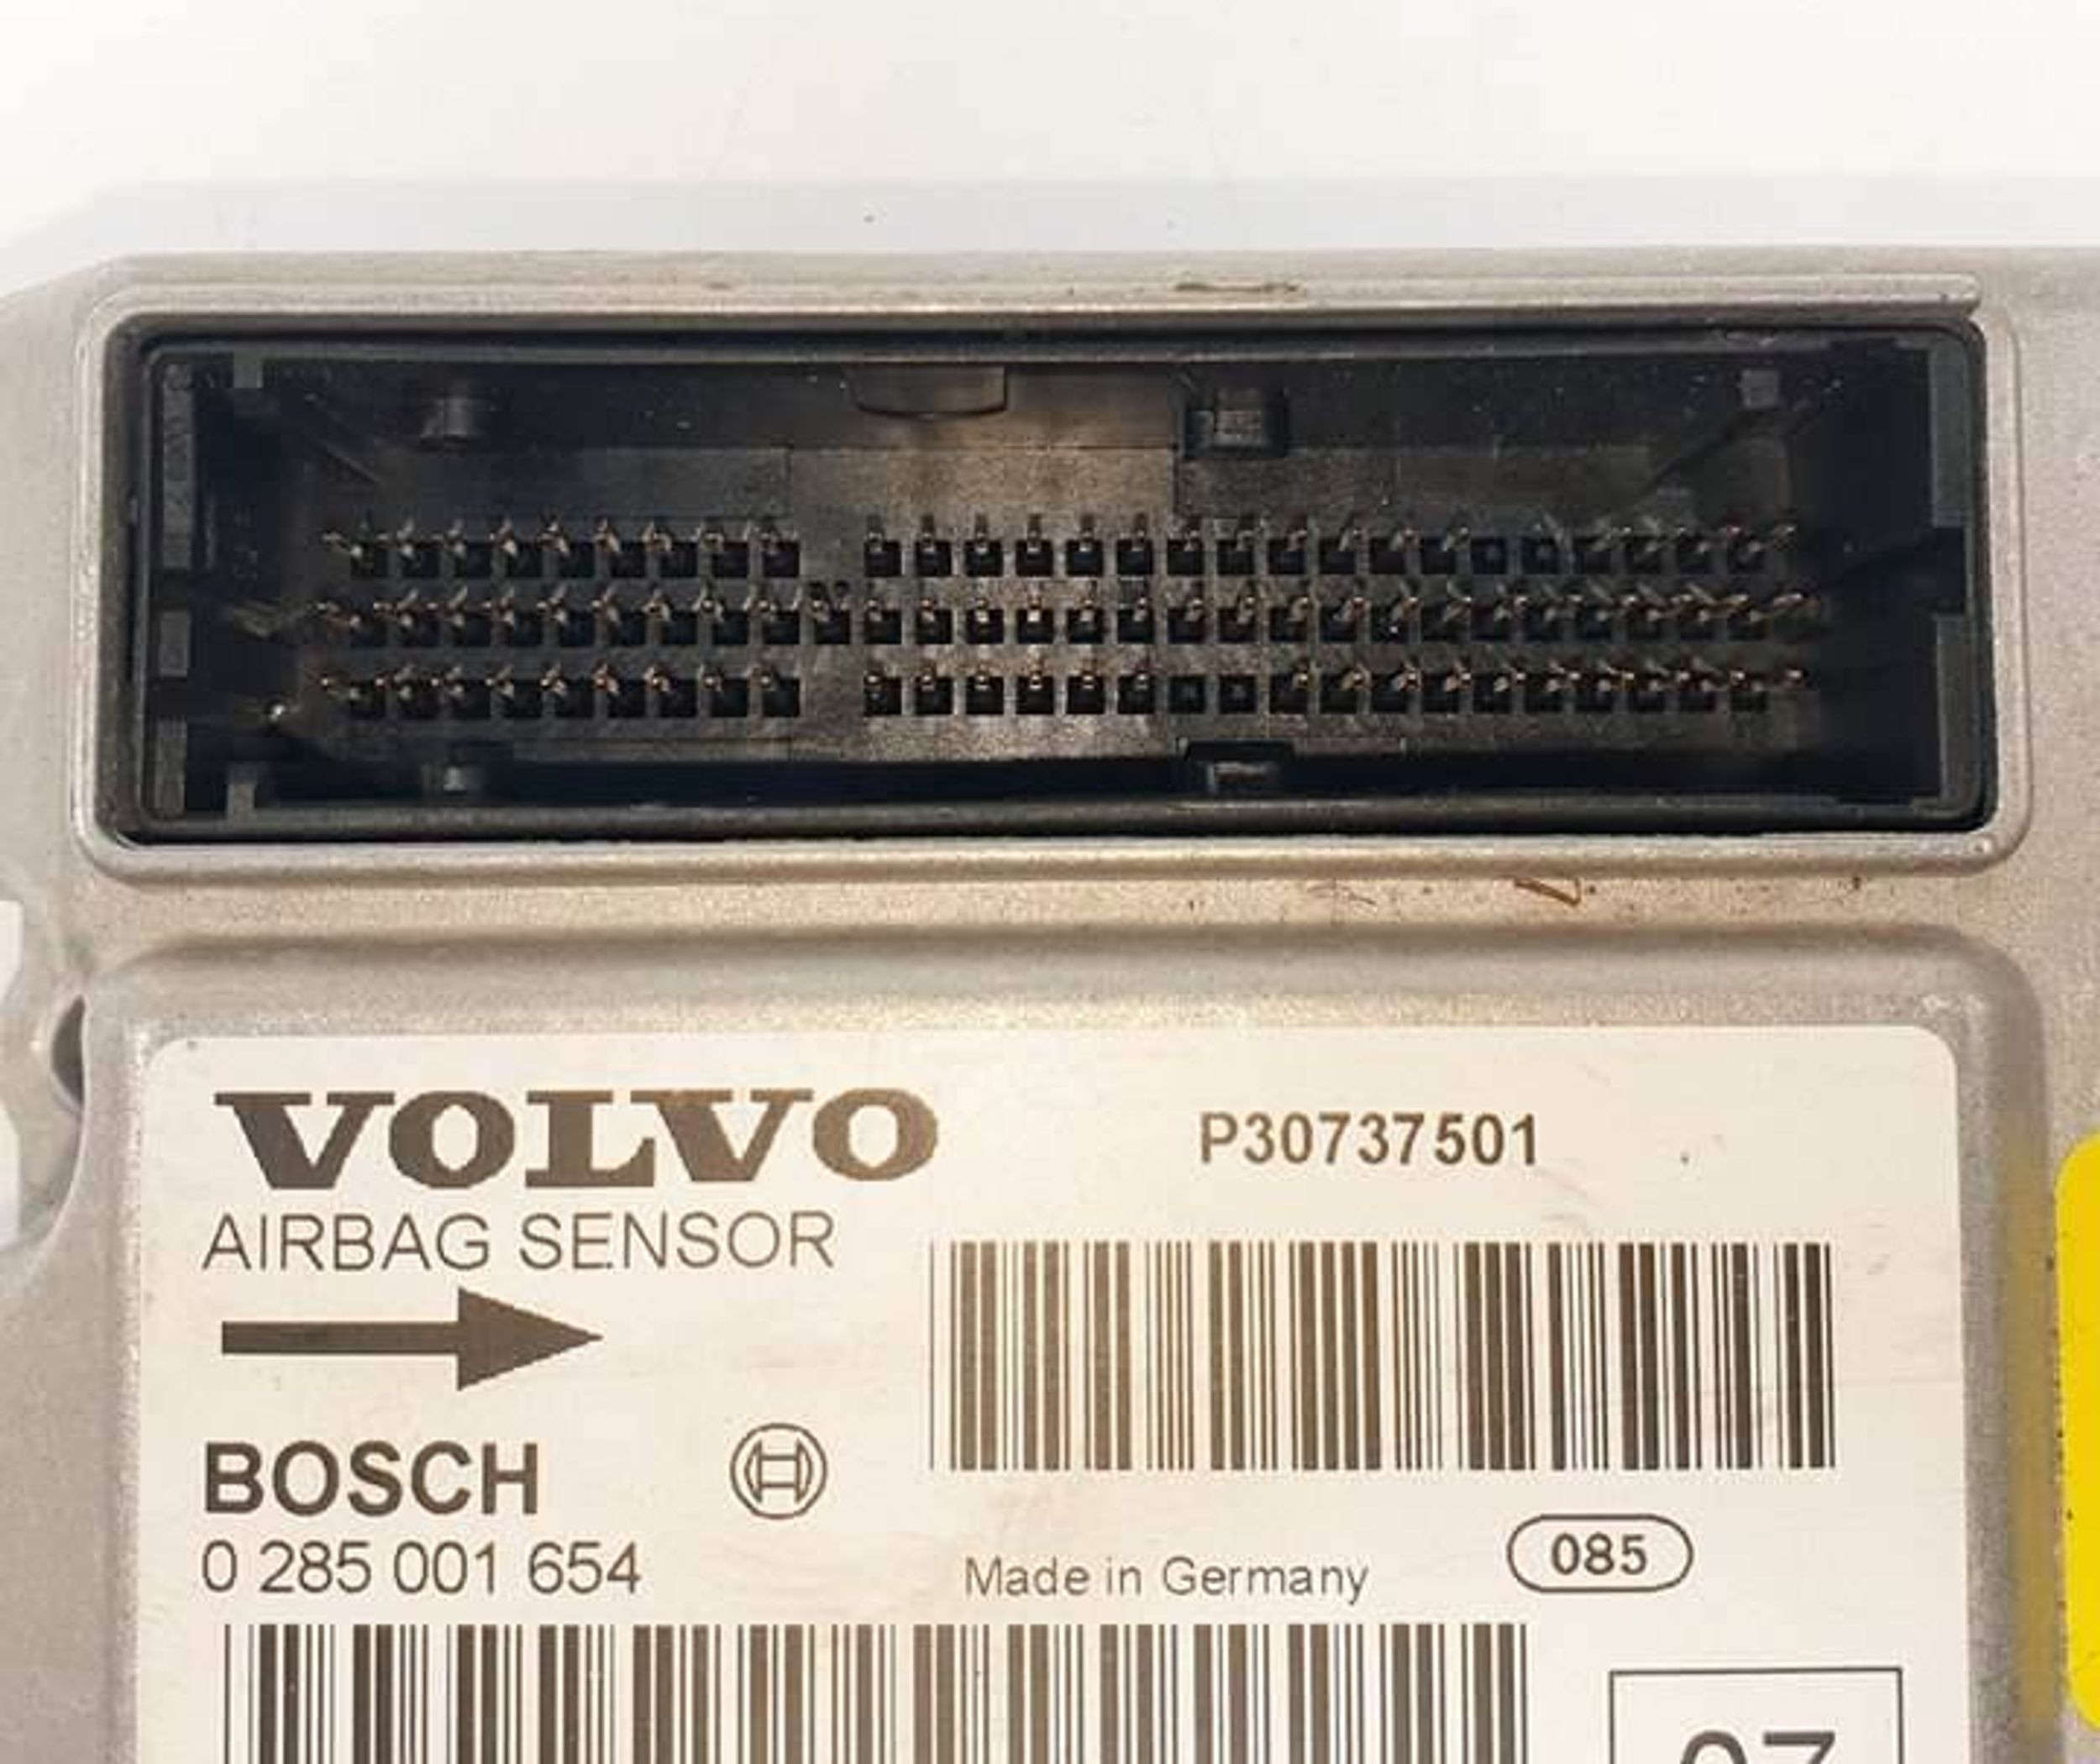 VOLVO
P30737501
AIRBAG SENSOR
BOSCH
0 285 001 654
Made in Germany
085